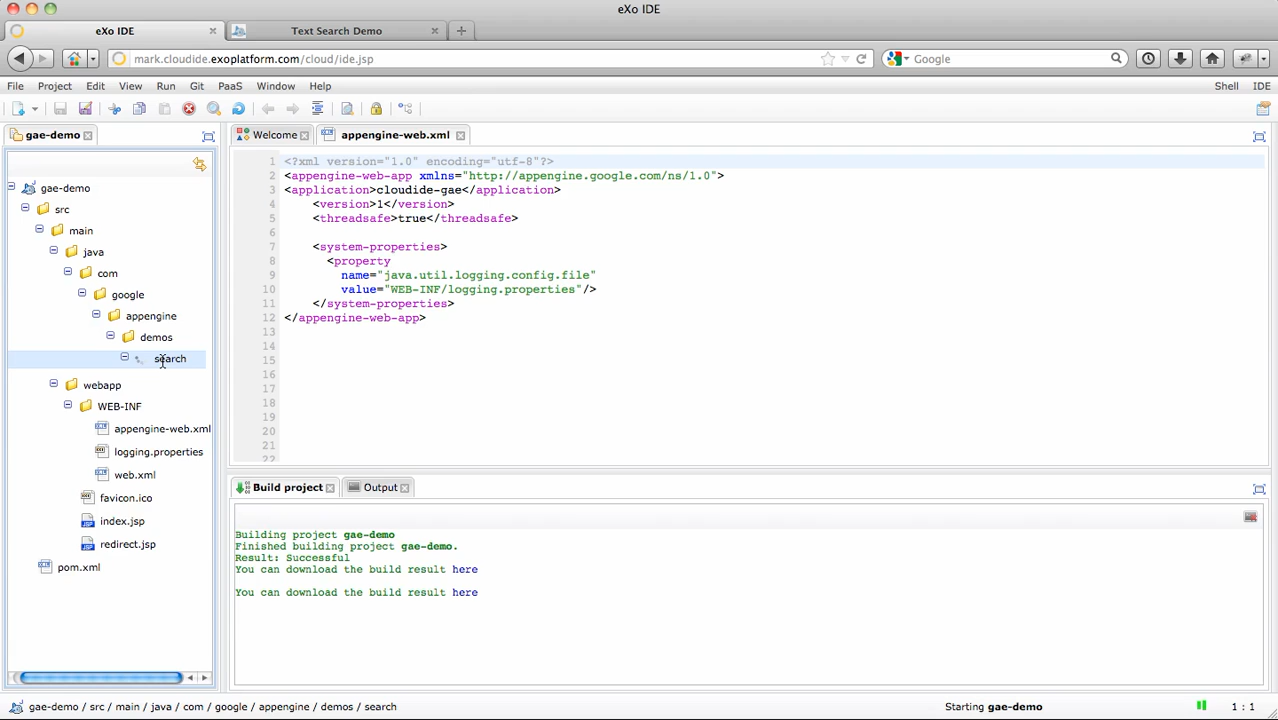 eXo IDE
eXo IDE
Text Search Demo
mark.cloudide.exoplatform.com/cloud/ide.jsp
Google
File Project Edit View Run Git PaaS Window Help
Shell IDE
gae-demo
Welcome
appengine-web.xml
gae-demo
src
main
java
com
google
appengine
demos
search
webapp
WEB-INF
appengine-web.xml
logging.properties
web.xml
favicon.ico
index.jsp
redirect.jsp
pom.xml
1 <?xml version="1.0" encoding="utf-8"?>
2 <appengine-web-app xmlns="http://appengine.google.com/ns/1.0">
3 <application>cloudide-gae</application>
4 <version>1</version>
5 <threadsafe>true</threadsafe>
6
7 <system-properties>
8 <property
9 name="java.util.logging.config.file"
10 value="WEB-INF/logging.properties"/>
11 </system-properties>
12 </appengine-web-app>
13
14
15
16
17
18
19
20
21
22
Build project
Output
Building project gae-demo
Finished building project gae-demo.
Result: Successful
You can download the build result here
You can download the build result here
gae-demo / src / main / java / com / google / appengine / demos / search
Starting gae-demo
1 : 1